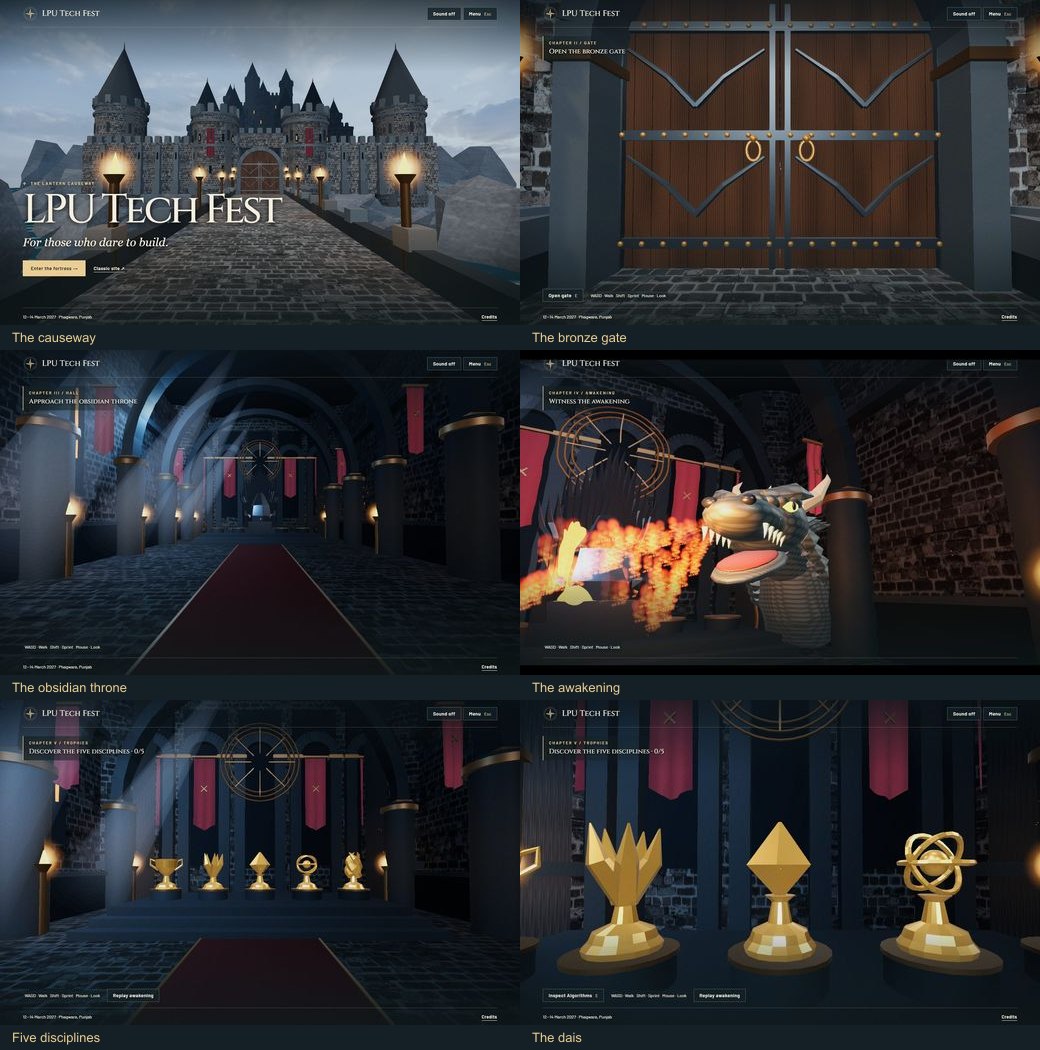 LPU Tech Fest
Sound off
Menu Esc
THE LANTERN CAUSEWAY
LPU Tech Fest
For those who dare to build.
Enter the fortress →
Classic site ↗
12–14 March 2027 · Phagwara, Punjab
Credits
The causeway
LPU Tech Fest
Sound off
Menu Esc
CHAPTER II / GATE
Open the bronze gate
Open gate E
WASD · Walk Shift · Sprint Mouse · Look
12–14 March 2027 · Phagwara, Punjab
Credits
The bronze gate
LPU Tech Fest
Sound off
Menu Esc
CHAPTER III / HALL
Approach the obsidian throne
WASD · Walk Shift · Sprint Mouse · Look
12–14 March 2027 · Phagwara, Punjab
Credits
The obsidian throne
LPU Tech Fest
Sound off
Menu Esc
CHAPTER IV / AWAKENING
Witness the awakening
WASD · Walk Shift · Sprint Mouse · Look
The awakening
LPU Tech Fest
Sound off
Menu Esc
CHAPTER V / TROPHIES
Discover the five disciplines · 0/5
WASD · Walk Shift · Sprint Mouse · Look
Replay awakening
12–14 March 2027 · Phagwara, Punjab
Credits
Five disciplines
LPU Tech Fest
Sound off
Menu Esc
CHAPTER V / TROPHIES
Discover the five disciplines · 0/5
Inspect Algorithms E
WASD · Walk Shift · Sprint Mouse · Look
Replay awakening
12–14 March 2027 · Phagwara, Punjab
Credits
The dais